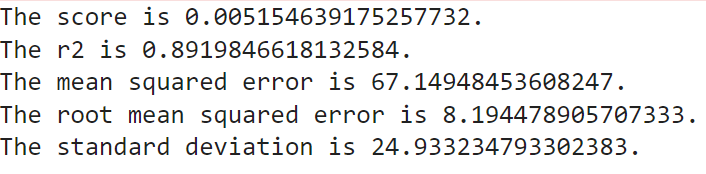 The score is 0.005154639175257732.
The r2 is 0.8919846618132584.
The mean squared error is 67.14948453608247.
The root mean squared error is 8.194478905707333.
The standard deviation is 24.933234793302383.